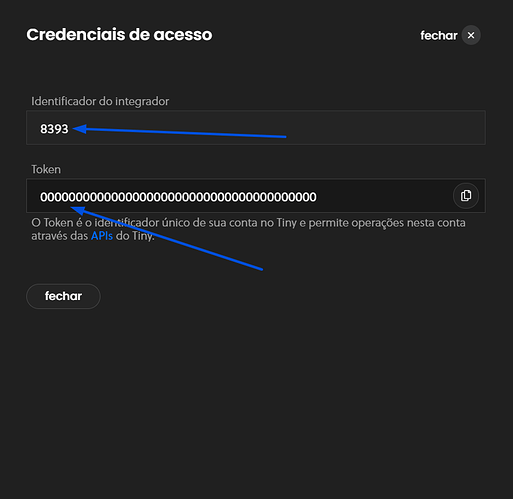 Credenciais de acesso
fechar
Identificador do integrador
8393
Token
0000000000000000000000000000000000000000
O Token é o identificador único de sua conta no Tiny e permite operações nesta conta
através das APIs do Tiny.
fechar